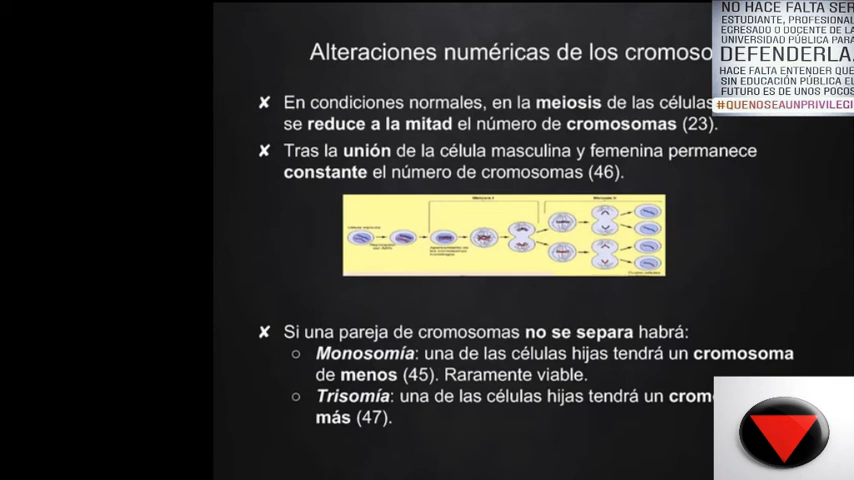 Alteraciones numéricas de los cromoso
✘ En condiciones normales, en la meiosis de las células
se reduce a la mitad el número de cromosomas (23).
✘ Tras la unión de la célula masculina y femenina permanece
constante el número de cromosomas (46).
Meiosis I
Meiosis II
✘ Si una pareja de cromosomas no se separa habrá:
○ Monosomía: una de las células hijas tendrá un cromosoma
de menos (45). Raramente viable.
○ Trisomía: una de las células hijas tendrá un crom
más (47).
NO HACE FALTA SER
ESTUDIANTE, PROFESIONAL
EGRESADO O DOCENTE DE LA
UNIVERSIDAD PÚBLICA PARA
DEFENDERLA.
HACE FALTA ENTENDER QUE
SIN EDUCACIÓN PÚBLICA EL
FUTURO ES DE UNOS POCOS
#QUENOSEAUNPRIVILEGI